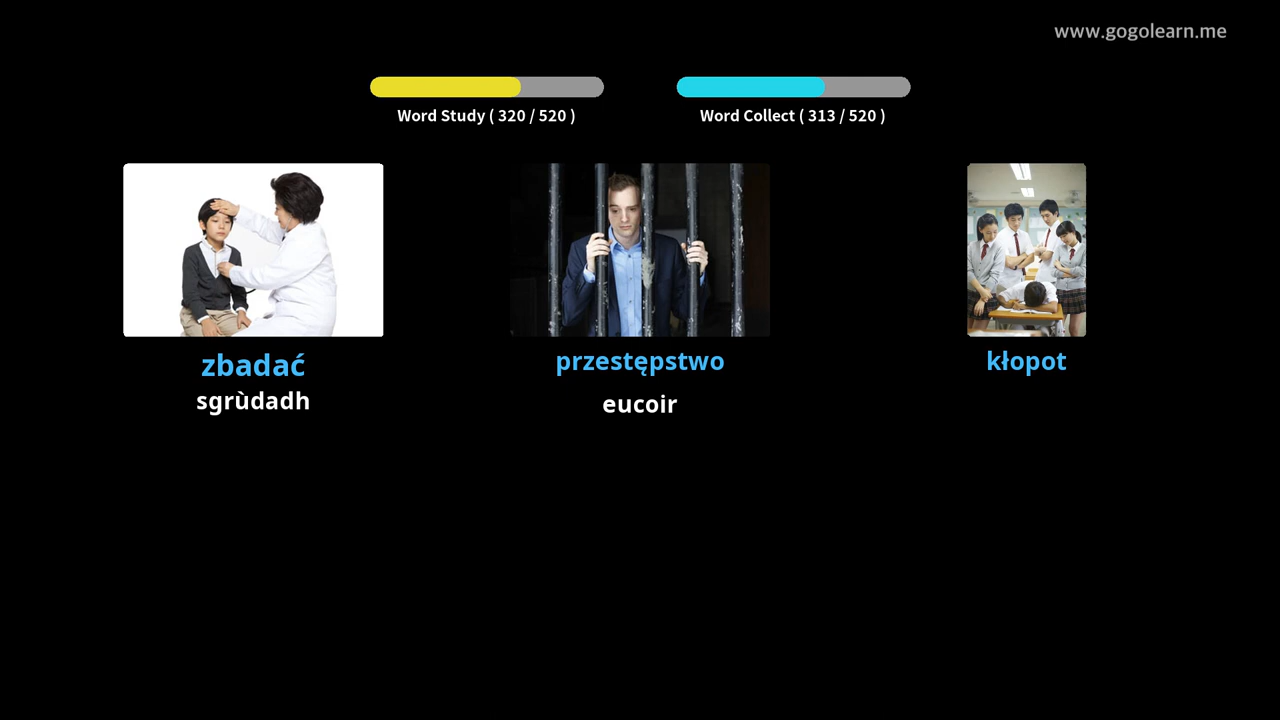 www.gogolearn.me
Word Study ( 320 / 520 )
Word Collect ( 313 / 520 )
zbadać
sgrùdadh
przestępstwo
eucoir
kłopot